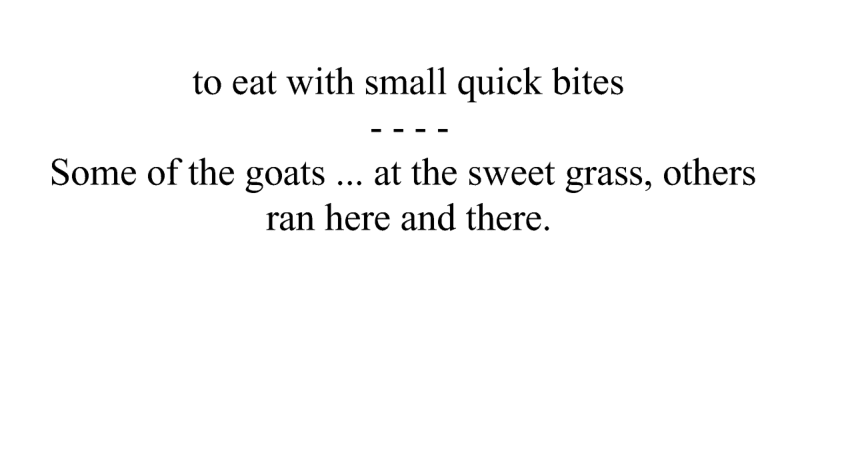 to eat with small quick bites
- - - -
Some of the goats ... at the sweet grass, others
ran here and there.